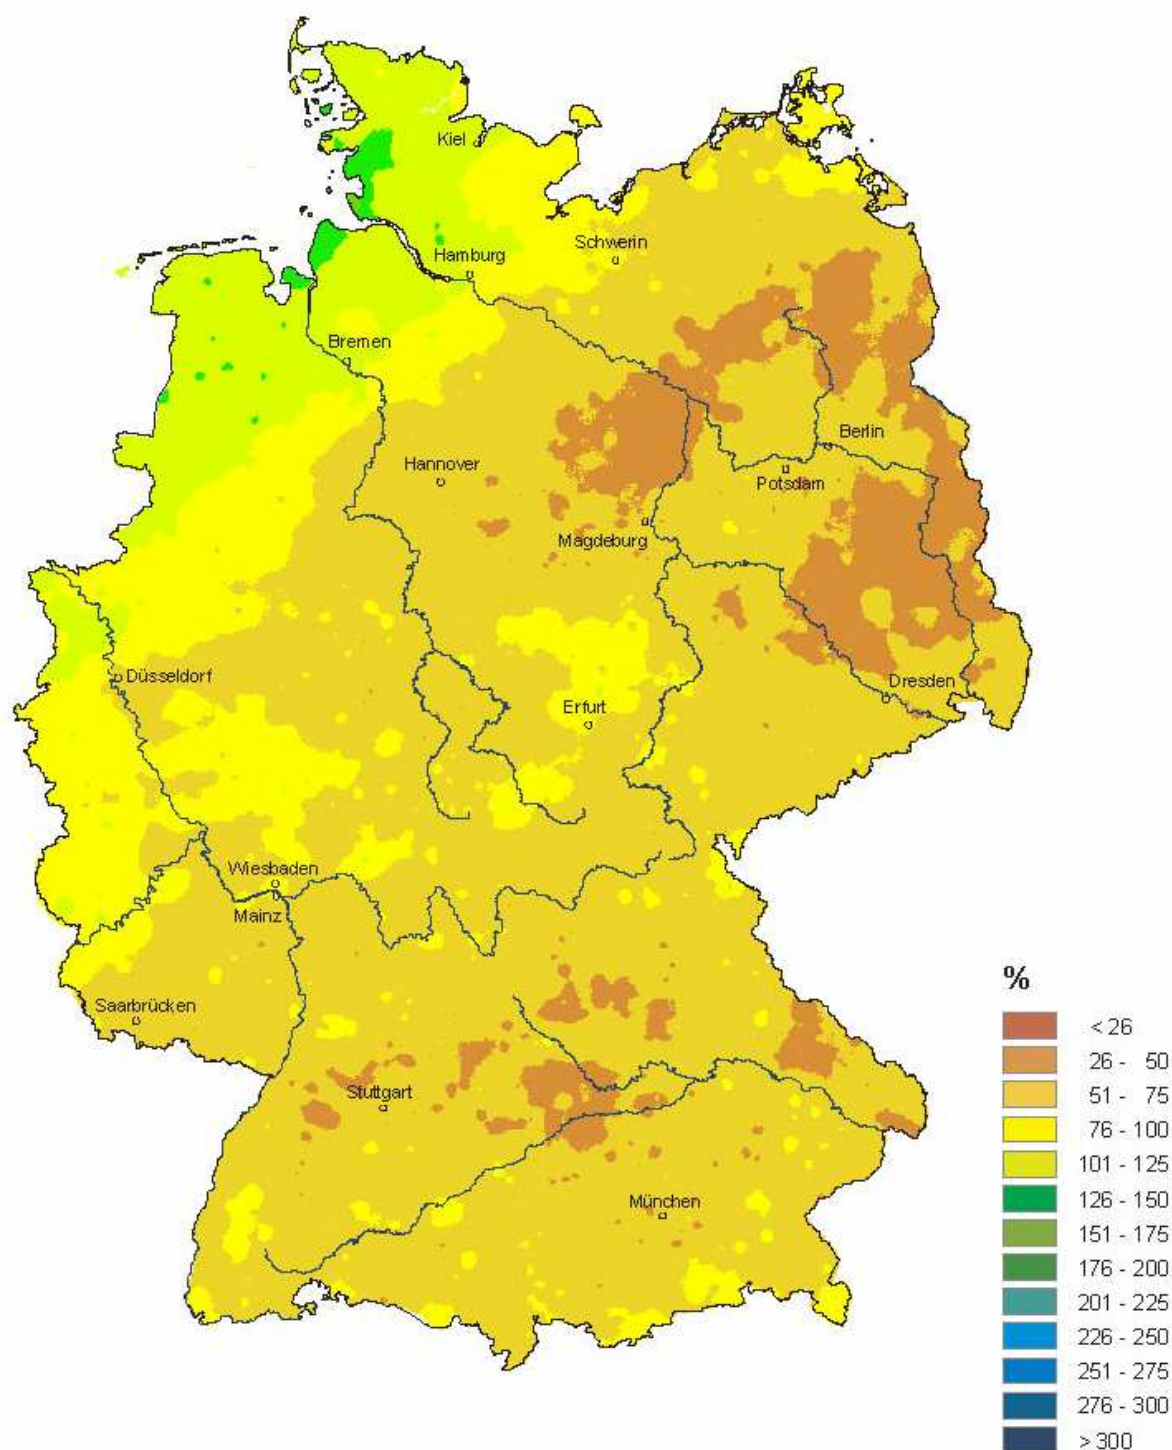 Kiel
Schwerin
Hamburg
Bremen
Berlin
Hannover
Potsdam
Magdeburg
Düsseldorf
Dresden
Erfurt
Wiesbaden
Mainz
Saarbrücken
Stuttgart
München
%
< 26
26 - 50
51 - 75
76 - 100
101 - 125
126 - 150
151 - 175
176 - 200
201 - 225
226 - 250
251 - 275
276 - 300
> 300